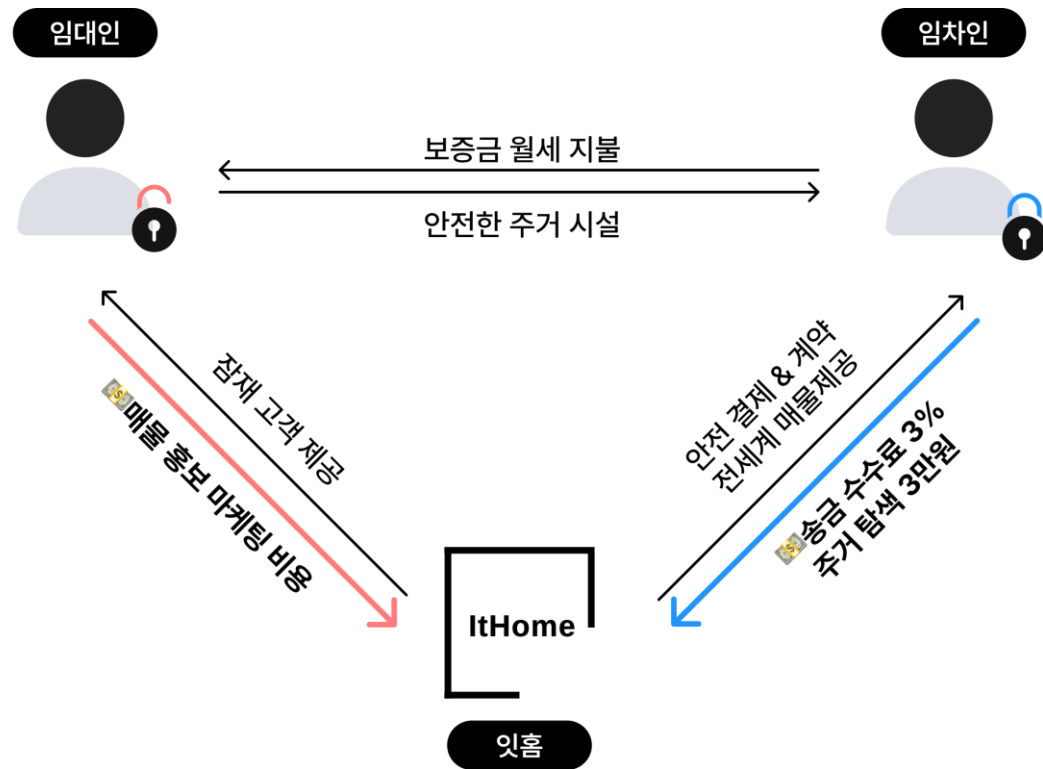 임대인
임차인
보증금 월세 지불
안전한 주거 시설
잠재 고객 제공
매물 홍보 마케팅 비용
안전 결제 & 계약
전세계 매물제공
송금 수수료 3%
주거 탐색 3만원
ItHome
잇홈